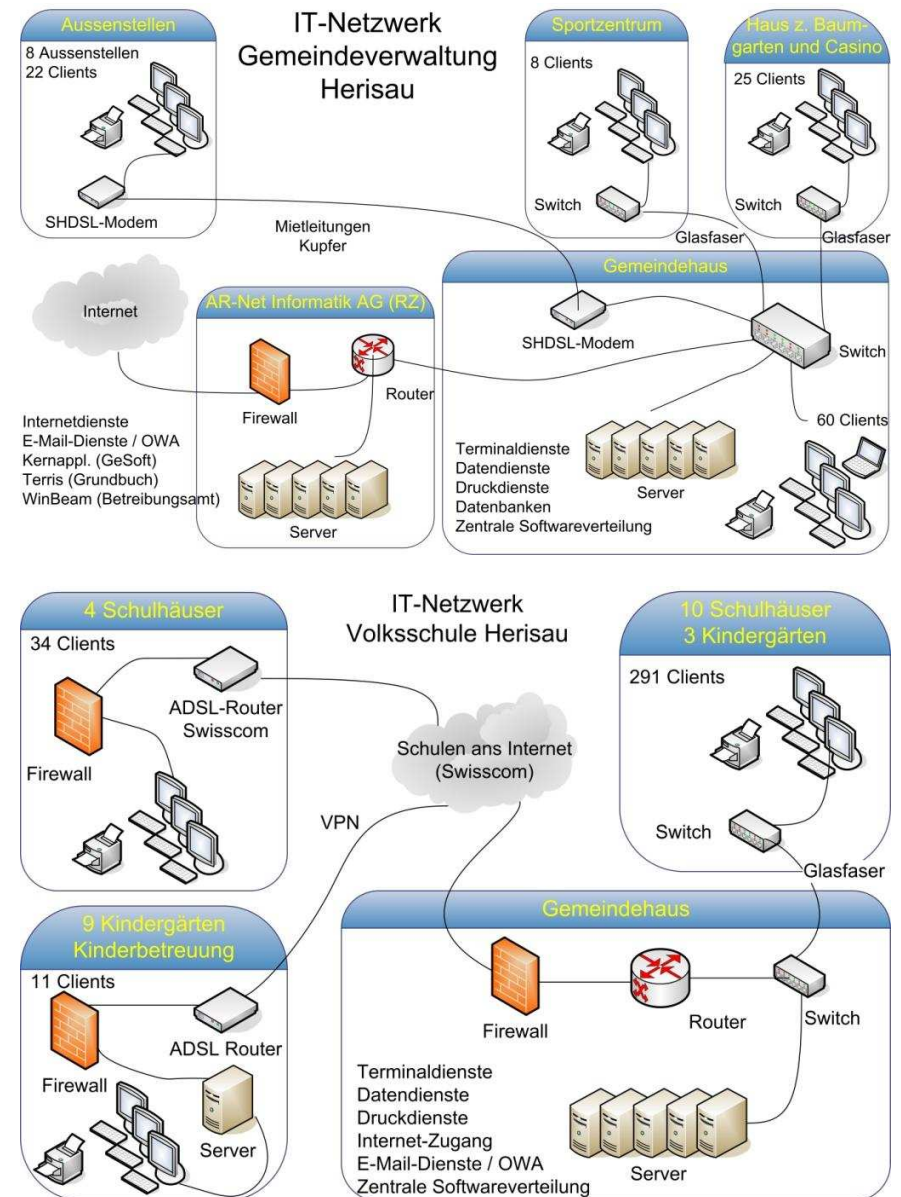 IT-Netzwerk
Gemeindeverwaltung
Herisau
Aussenstellen
8 Aussenstellen
22 Clients
SHDSL-Modem
Sportzentrum
8 Clients
Switch
Haus z. Baum-
garten und Casino
25 Clients
Switch
Mietleitungen
Kupfer
Glasfaser
Glasfaser
Internet
AR-Net Informatik AG (RZ)
Firewall
Router
Server
Internetdienste
E-Mail-Dienste / OWA
Kernappl. (GeSoft)
Terris (Grundbuch)
WinBeam (Betreibungsamt)
Gemeindehaus
SHDSL-Modem
Switch
60 Clients
Server
Terminaldienste
Datendienste
Druckdienste
Datenbanken
Zentrale Softwareverteilung
IT-Netzwerk
Volksschule Herisau
4 Schulhäuser
34 Clients
ADSL-Router
Swisscom
Firewall
Schulen ans Internet
(Swisscom)
VPN
10 Schulhäuser
3 Kindergärten
291 Clients
Switch
Glasfaser
9 Kindergärten
Kinderbetreuung
11 Clients
ADSL Router
Firewall
Server
Gemeindehaus
Firewall
Router
Switch
Terminaldienste
Datendienste
Druckdienste
Internet-Zugang
E-Mail-Dienste / OWA
Zentrale Softwareverteilung
Server